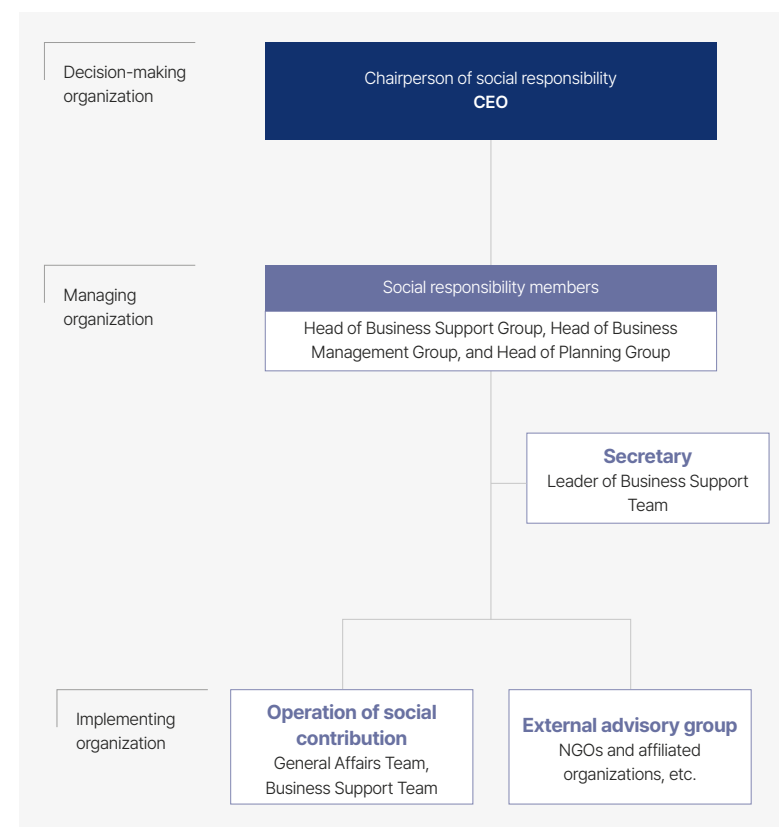 Decision-making
organization
Chairperson of social responsibility
CEO
Managing
organization
Social responsibility members
Head of Business Support Group, Head of Business
Management Group, and Head of Planning Group
Secretary
Leader of Business Support
Team
Implementing
organization
Operation of social
contribution
General Affairs Team,
Business Support Team
External advisory group
NGOs and affiliated
organizations, etc.